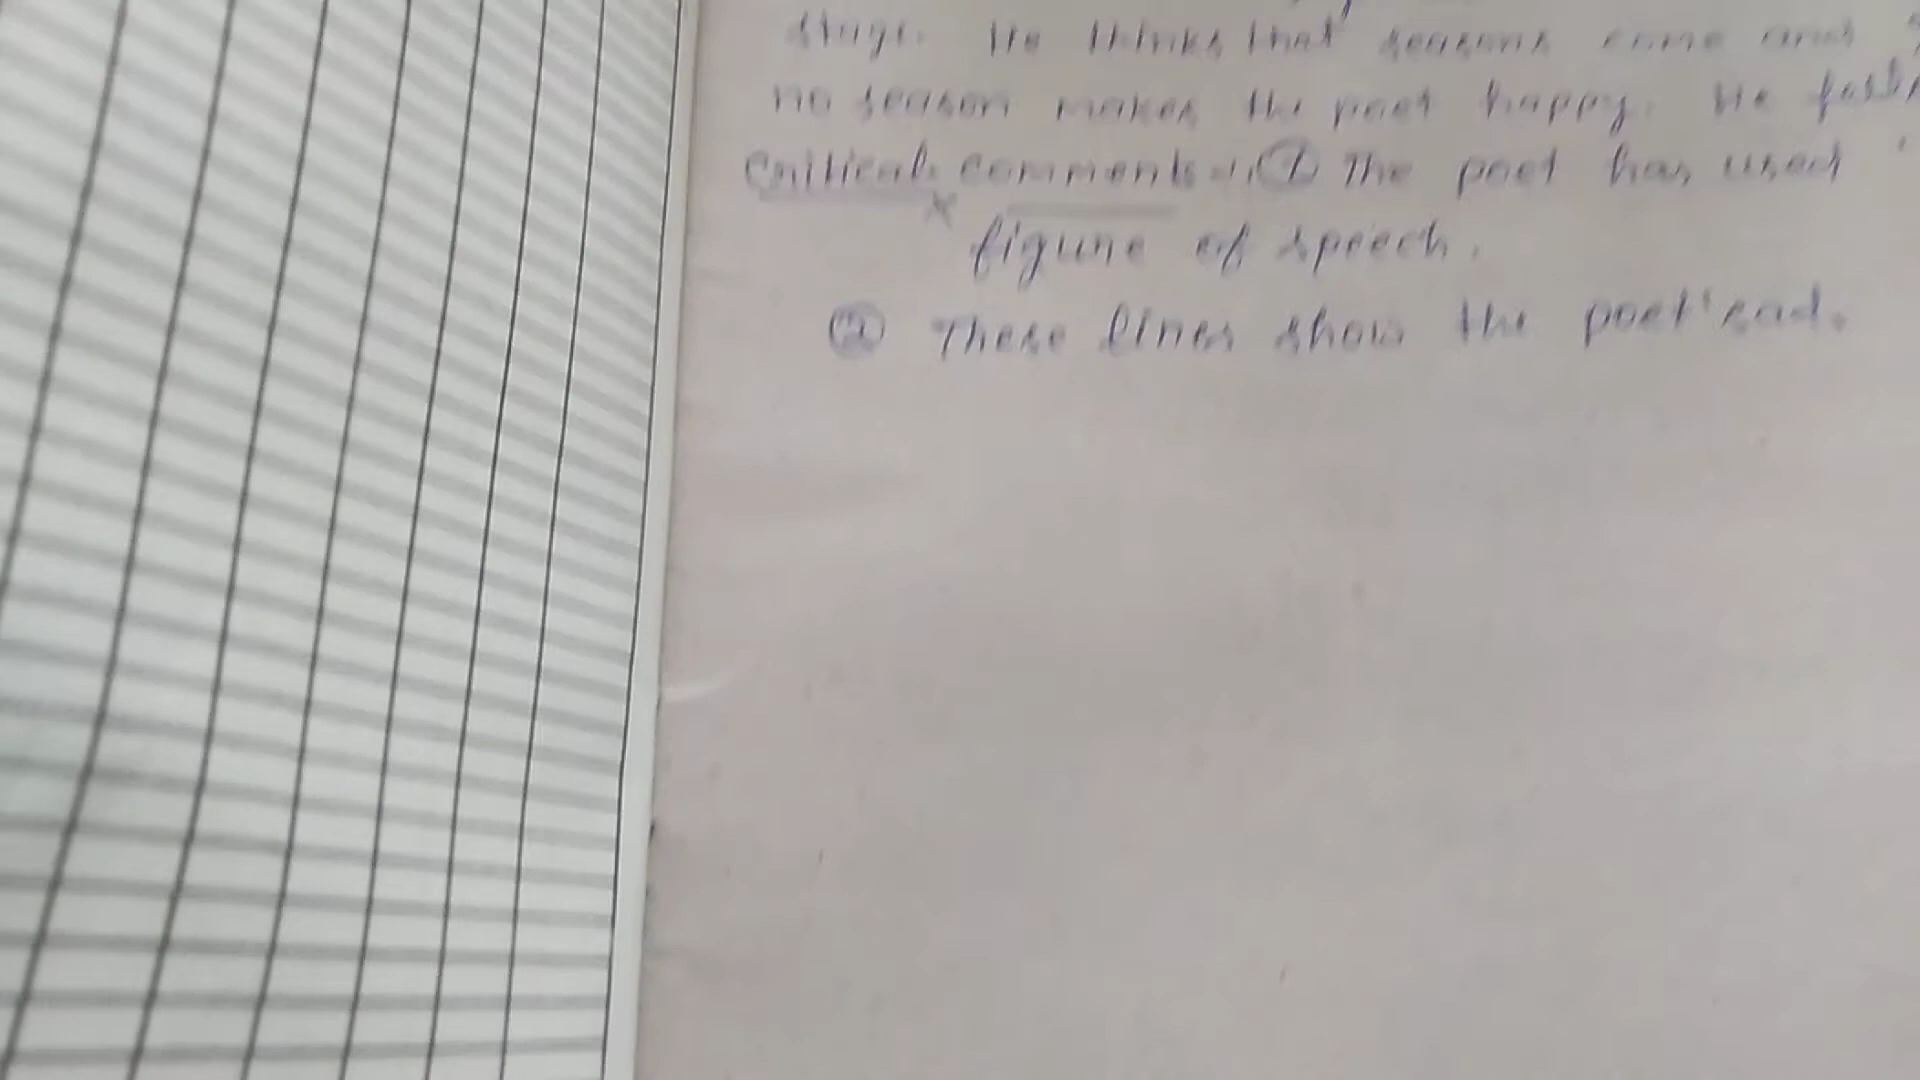 stage. He thinks that seasons come and
no season makes the poet happy. He
Critical comments :- ① The poet has used
figure of speech.
② These lines show the poet' sad.